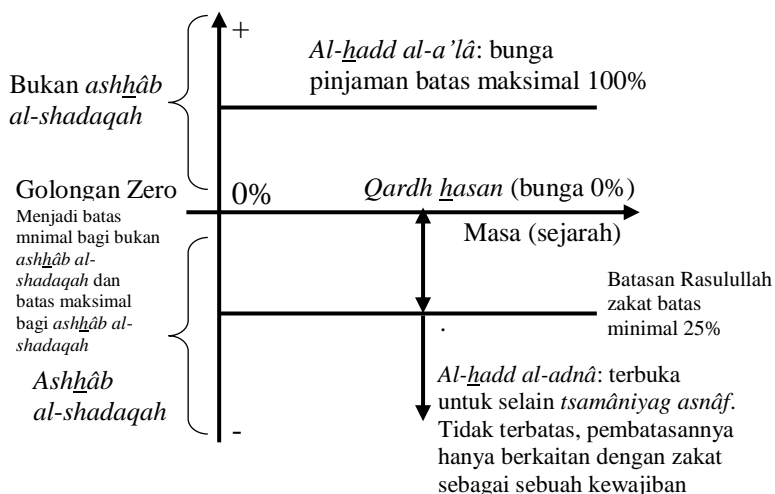 +
Al-hadd al-a'lâ: bunga
pinjaman batas maksimal 100%
Bukan ashhâb
al-shadaqah
Golongan Zero
Menjadi batas
mnimal bagi bukan
ashhâb al-
shadaqah dan
batas maksimal
bagi ashhâb al-
shadaqah
0%
Qardh hasan (bunga 0%)
Masa (sejarah)
Batasan Rasulullah
zakat batas
minimal 25%
.
Ashhâb
al-shadaqah
-
Al-hadd al-adnâ: terbuka
untuk selain tsamâniyag asnâf.
Tidak terbatas, pembatasannya
hanya berkaitan dengan zakat
sebagai sebuah kewajiban